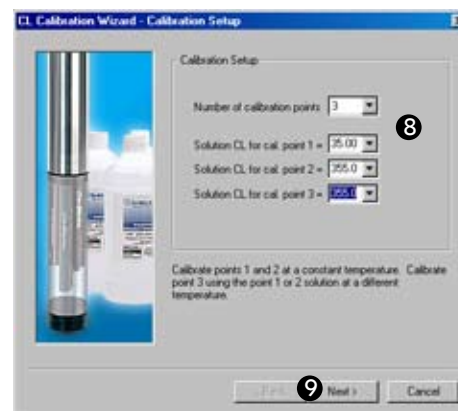 CL Calibration Wizard - Calibration Setup
Calibration Setup
Number of calibration points 3
8
Solution CL for cal. point 1 = 35.00
Solution CL for cal. point 2 = 355.0
Solution CL for cal. point 3 = 355.0
Calibrate points 1 and 2 at a constant temperature. Calibrate
point 3 using the point 1 or 2 solution at a different
temperature.
9 Next > Cancel